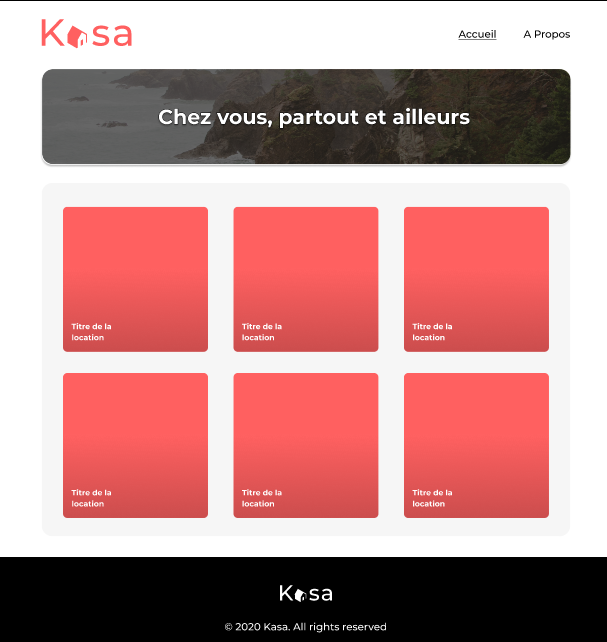 Kasa
Accueil
A Propos
Chez vous, partout et ailleurs
Titre de la
location
Titre de la
location
Titre de la
location
Titre de la
location
Titre de la
location
Titre de la
location
Kasa
© 2020 Kasa. All rights reserved